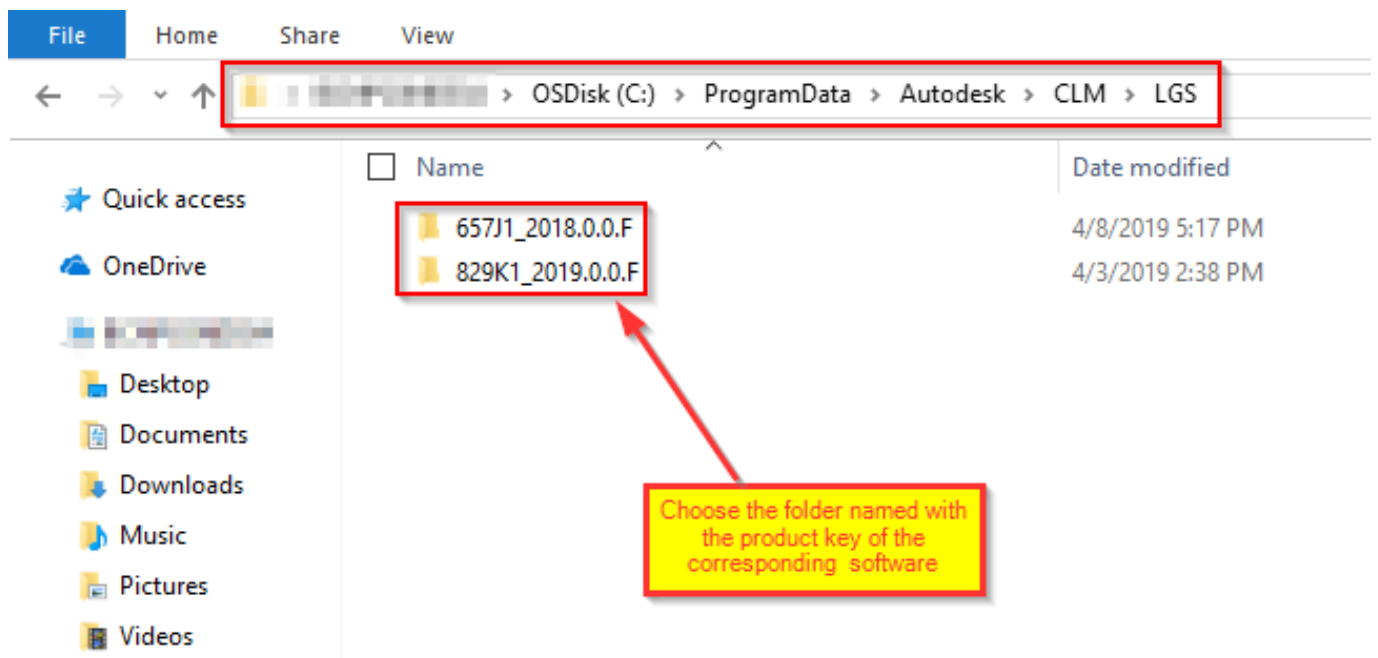 File Home Share View
OSDisk (C:) > ProgramData > Autodesk > CLM > LGS
Name Date modified
Quick access
657J1_2018.0.0.F 4/8/2019 5:17 PM
OneDrive
829K1_2019.0.0.F 4/3/2019 2:38 PM
Desktop
Documents
Downloads
Music
Pictures
Videos
Choose the folder named with
the product key of the
corresponding software